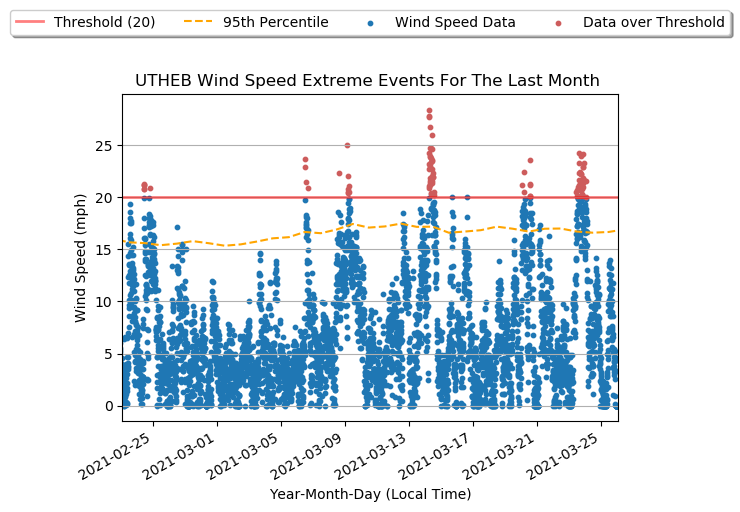 Threshold (20) 95th Percentile Wind Speed Data Data over Threshold
UTHEB Wind Speed Extreme Events For The Last Month
Wind Speed (mph)
25
20
15
10
5
0
2021-02-25 2021-03-01 2021-03-05 2021-03-09 2021-03-13 2021-03-17 2021-03-21 2021-03-25
Year-Month-Day (Local Time)